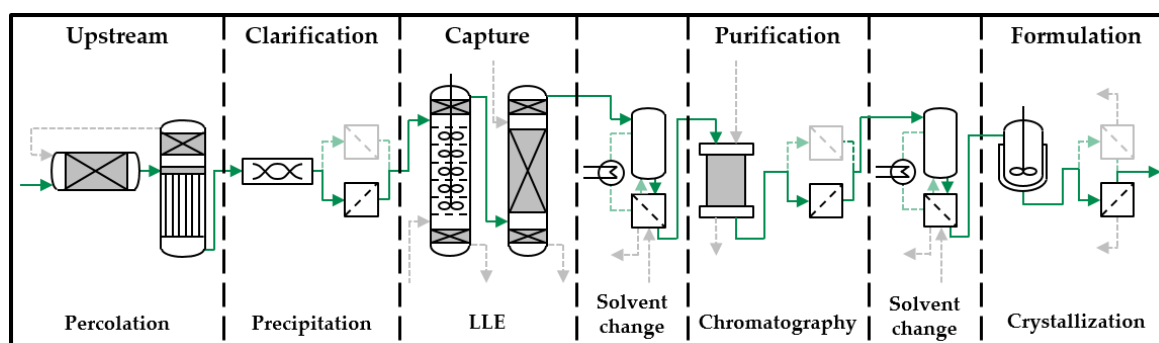 Upstream
Clarification
Capture
Purification
Formulation
Percolation
Precipitation
LLE
Solvent
change
Chromatography
Solvent
change
Crystallization